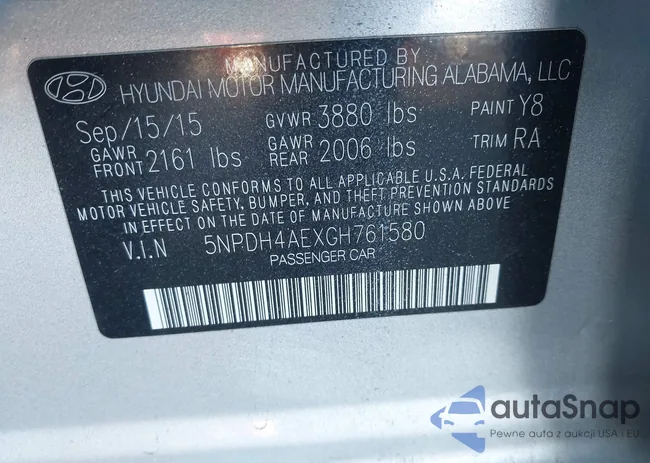 MANUFACTURED BY
HYUNDAI MOTOR MANUFACTURING ALABAMA, LLC
Sep/15/15 GVWR 3880 lbs PAINT Y8
GAWR FRONT 2161 lbs GAWR REAR 2006 lbs TRIM RA
THIS VEHICLE CONFORMS TO ALL APPLICABLE U.S.A. FEDERAL
MOTOR VEHICLE SAFETY, BUMPER, AND THEFT PREVENTION STANDARDS
IN EFFECT ON THE DATE OF MANUFACTURE SHOWN ABOVE.
V.I.N 5NPDH4AEXGH761580
PASSENGER CAR
autaSnap
Pewne auta z aukcji USA i EU